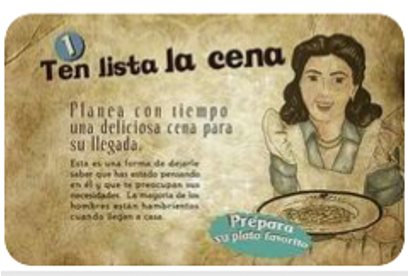 1
Ten lista la cena
Planea con tiempo
una deliciosa cena para
su llegada.
Esta es una forma de dejarle
saber que has estado pensando
en él y que te preocupan sus
necesidades. La mayoría de los
hombres están hambrientos
cuando llegan a casa.
Prepara
su plato favorito